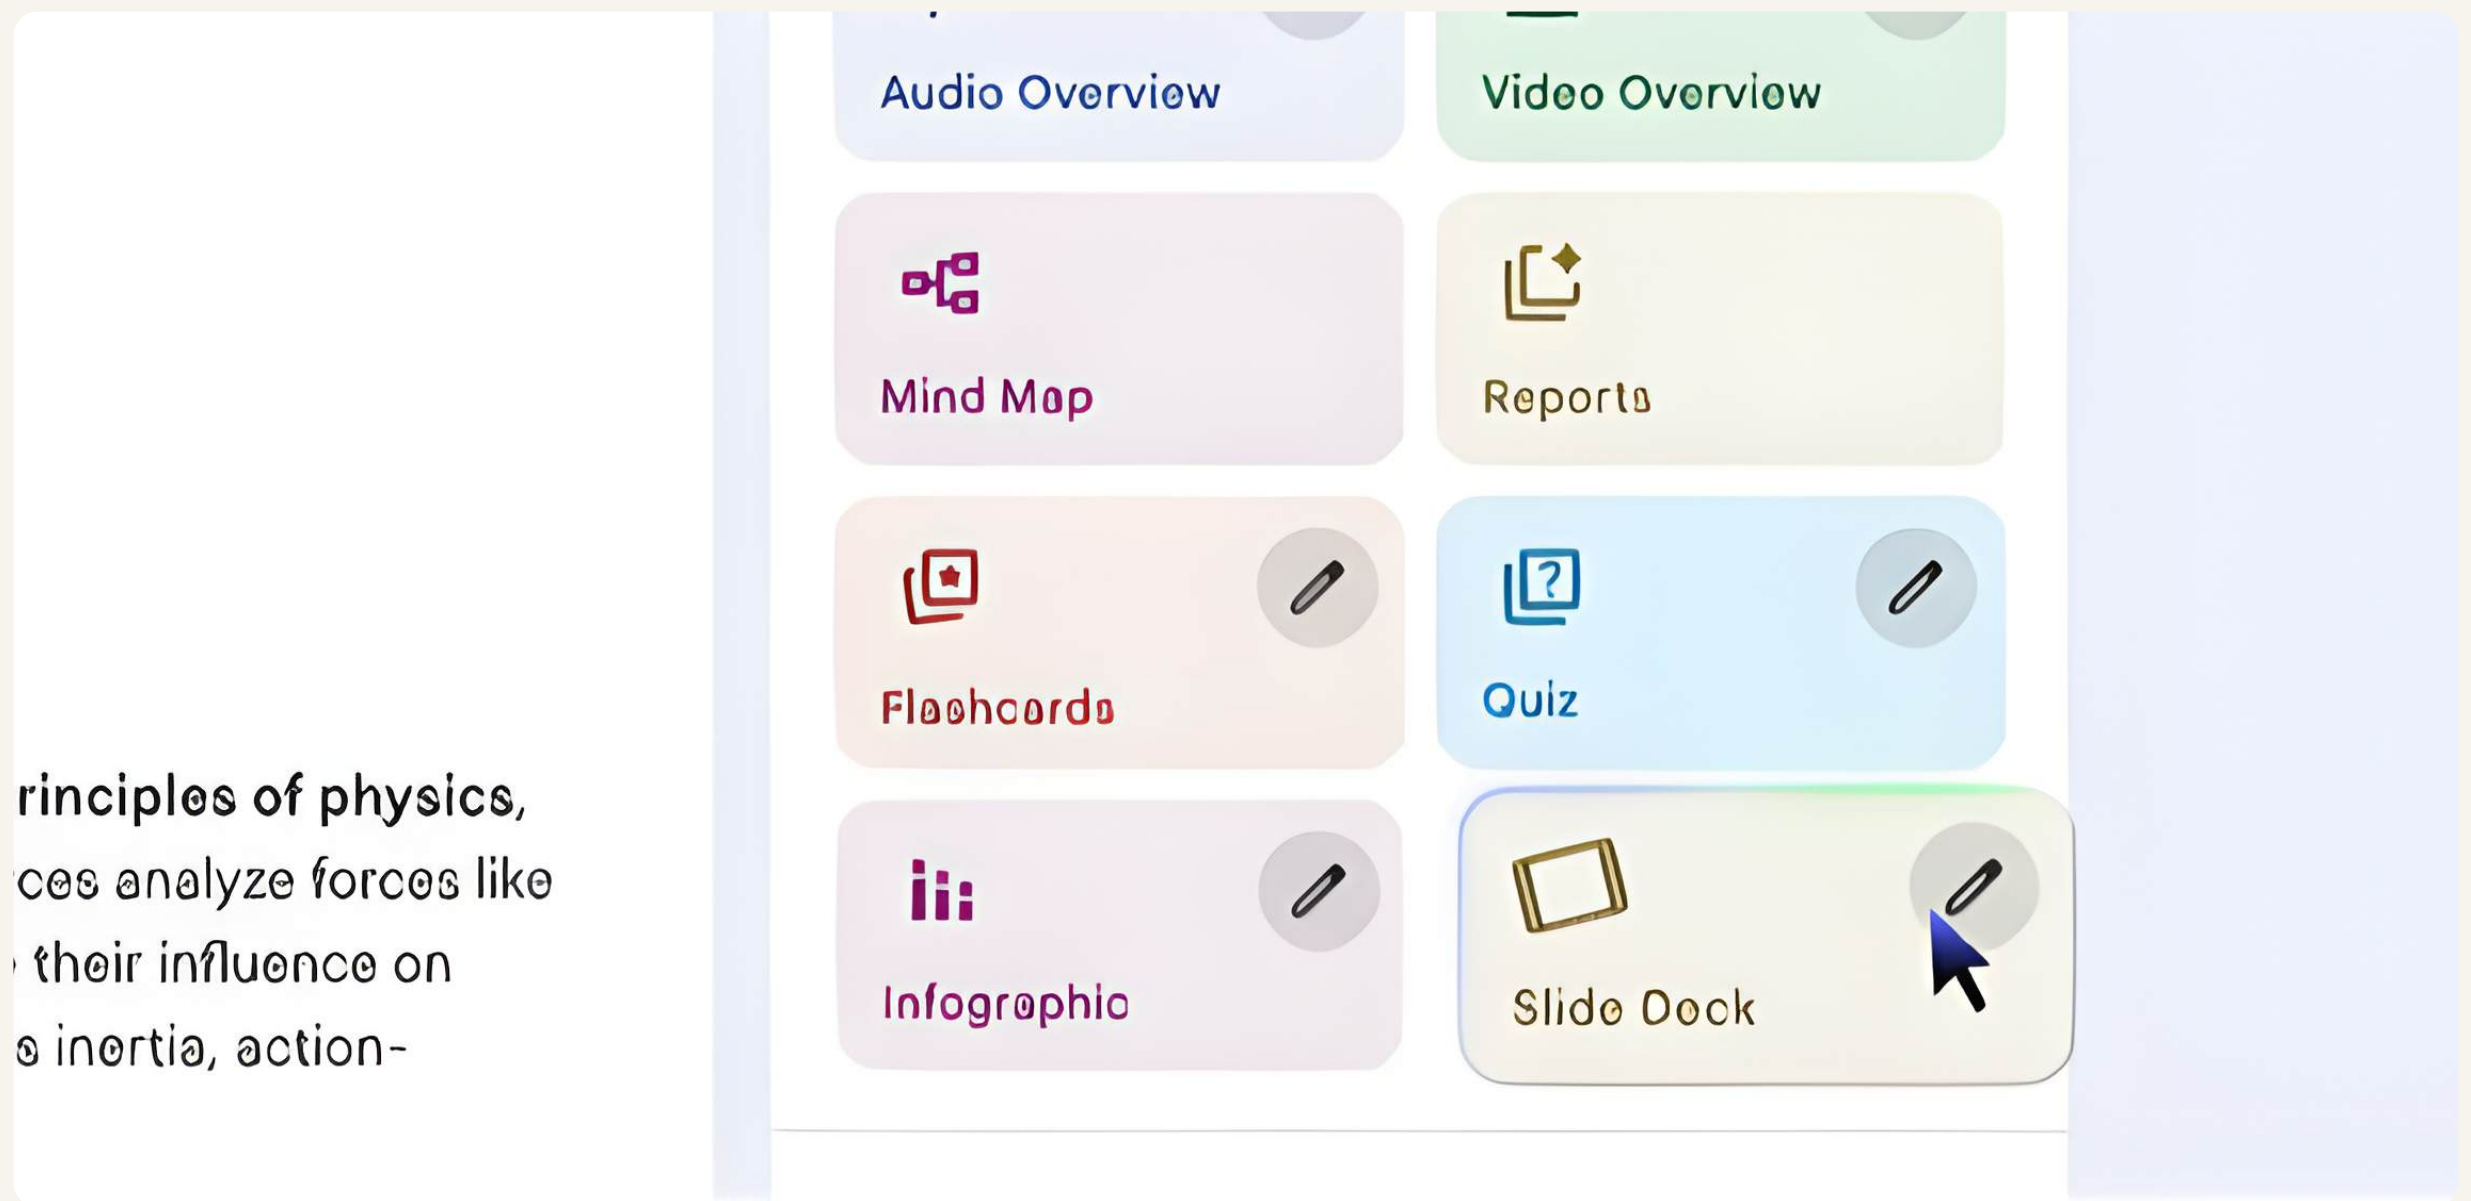 Audio Overview
Video Overview
Mind Map
Reports
Flashcards
Quiz
rinciples of physics,
ces analyze forces like
their influence on
inertia, action-
Infographic
Slide Deck